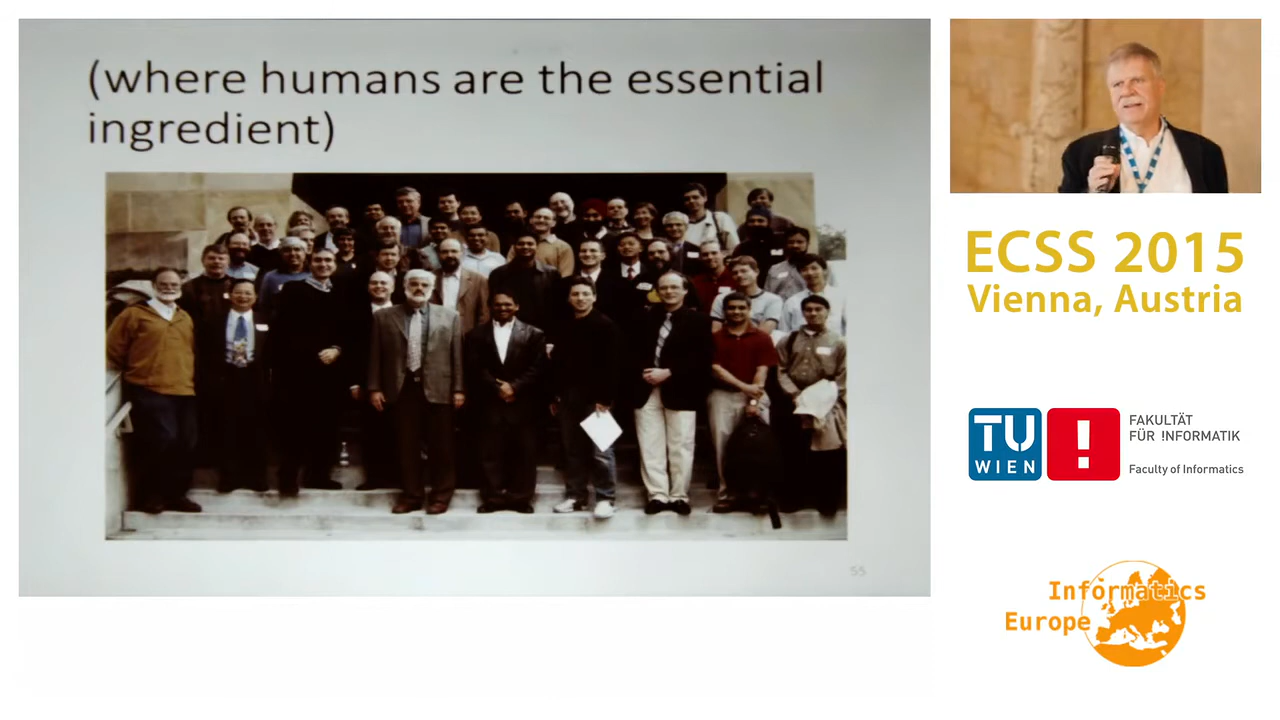 (where humans are the essential
ingredient)
55
ECSS 2015
Vienna, Austria
TU
WIEN
!
FAKULTÄT
FÜR !NFORMATIK
Faculty of Informatics
Informatics
Europe